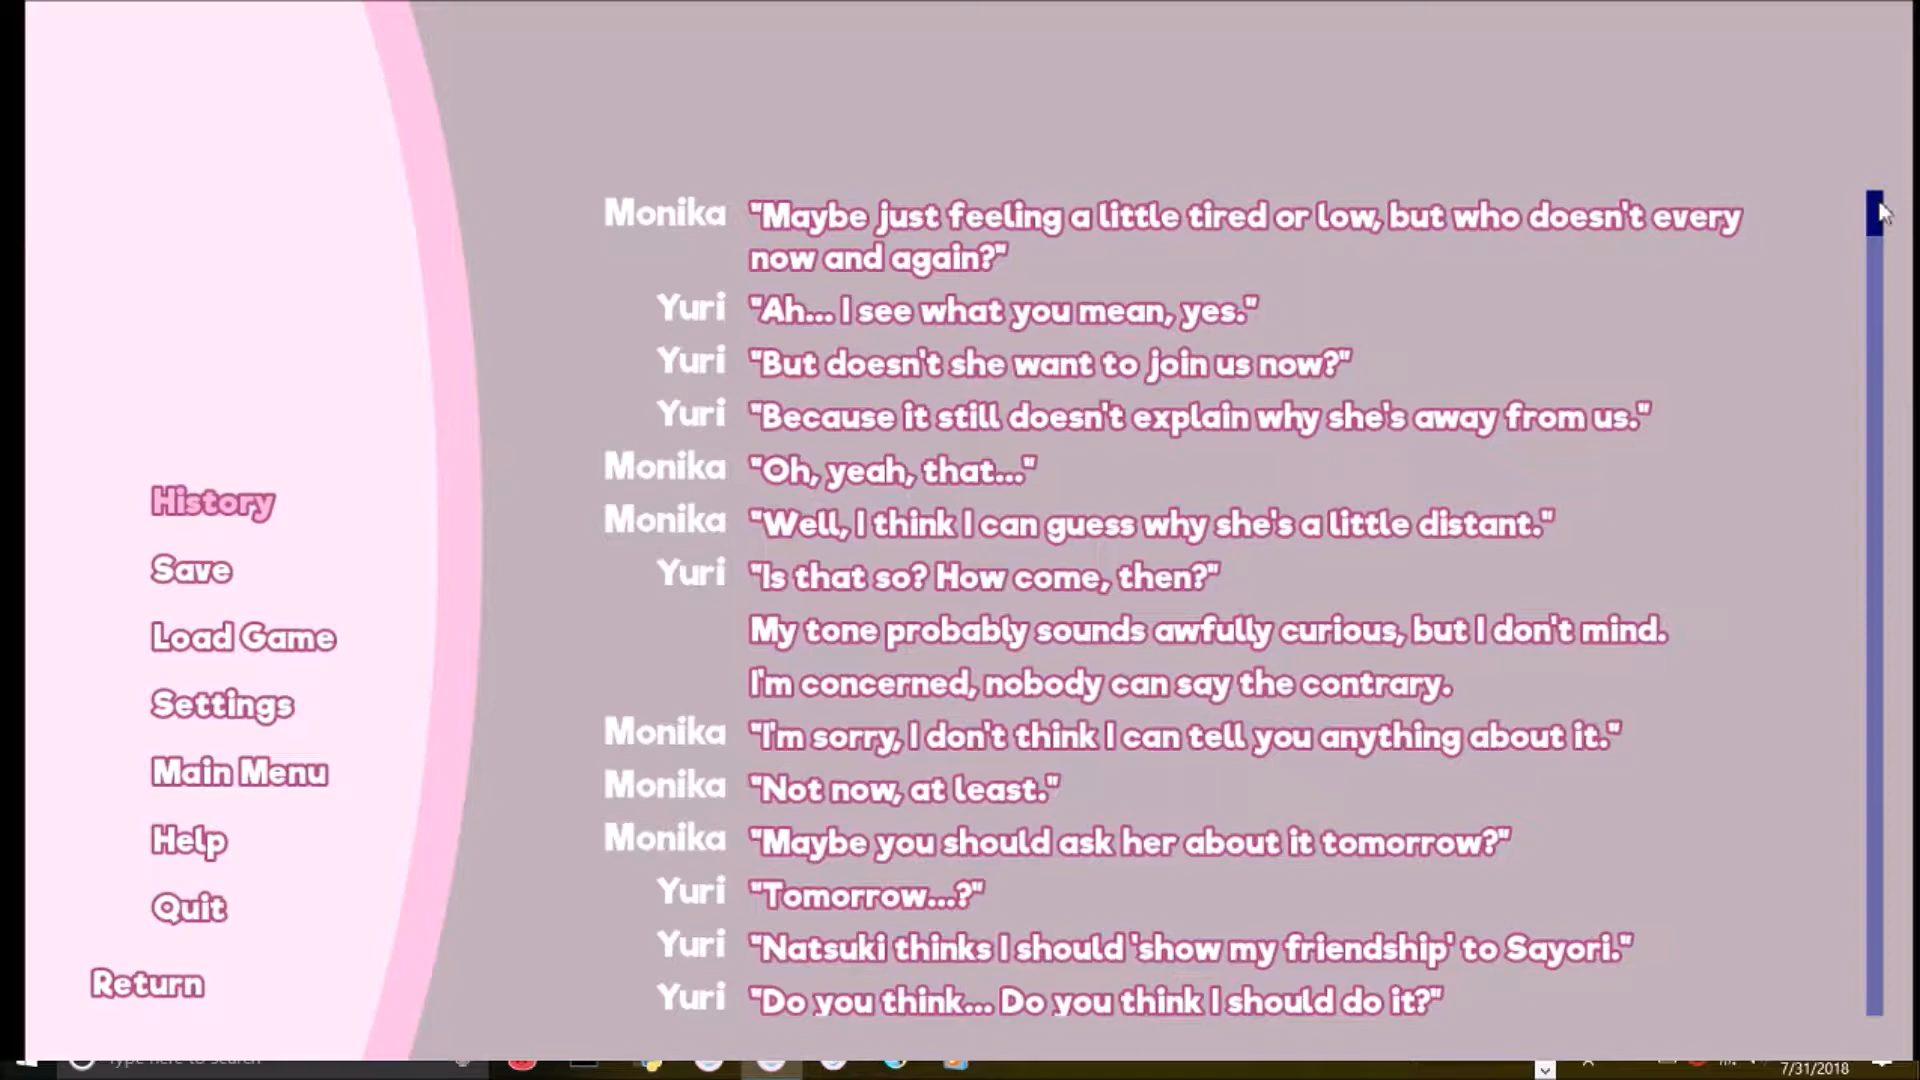 Monika "Maybe just feeling a little tired or low, but who doesn't every
now and again?"
Yuri "Ah... I see what you mean, yes."
Yuri "But doesn't she want to join us now?"
Yuri "Because it still doesn't explain why she's away from us."
Monika "Oh, yeah, that..."
Monika "Well, I think I can guess why she's a little distant."
Yuri "Is that so? How come, then?"
My tone probably sounds awfully curious, but I don't mind.
I'm concerned, nobody can say the contrary.
Monika "I'm sorry, I don't think I can tell you anything about it."
Monika "Not now, at least."
Monika "Maybe you should ask her about it tomorrow?"
Yuri "Tomorrow...?"
Yuri "Natsuki thinks I should 'show my friendship' to Sayori."
Yuri "Do you think... Do you think I should do it?"
History
Save
Load Game
Settings
Main Menu
Help
Quit
Return
Type here to search
7/31/2018